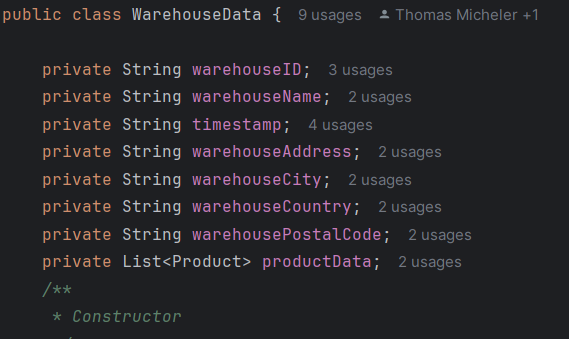 public class WarehouseData { 9 usages Thomas Micheler +1
private String warehouseID; 3 usages
private String warehouseName; 2 usages
private String timestamp; 4 usages
private String warehouseAddress; 2 usages
private String warehouseCity; 2 usages
private String warehouseCountry; 2 usages
private String warehousePostalCode; 2 usages
private List<Product> productData; 2 usages
/**
* Constructor